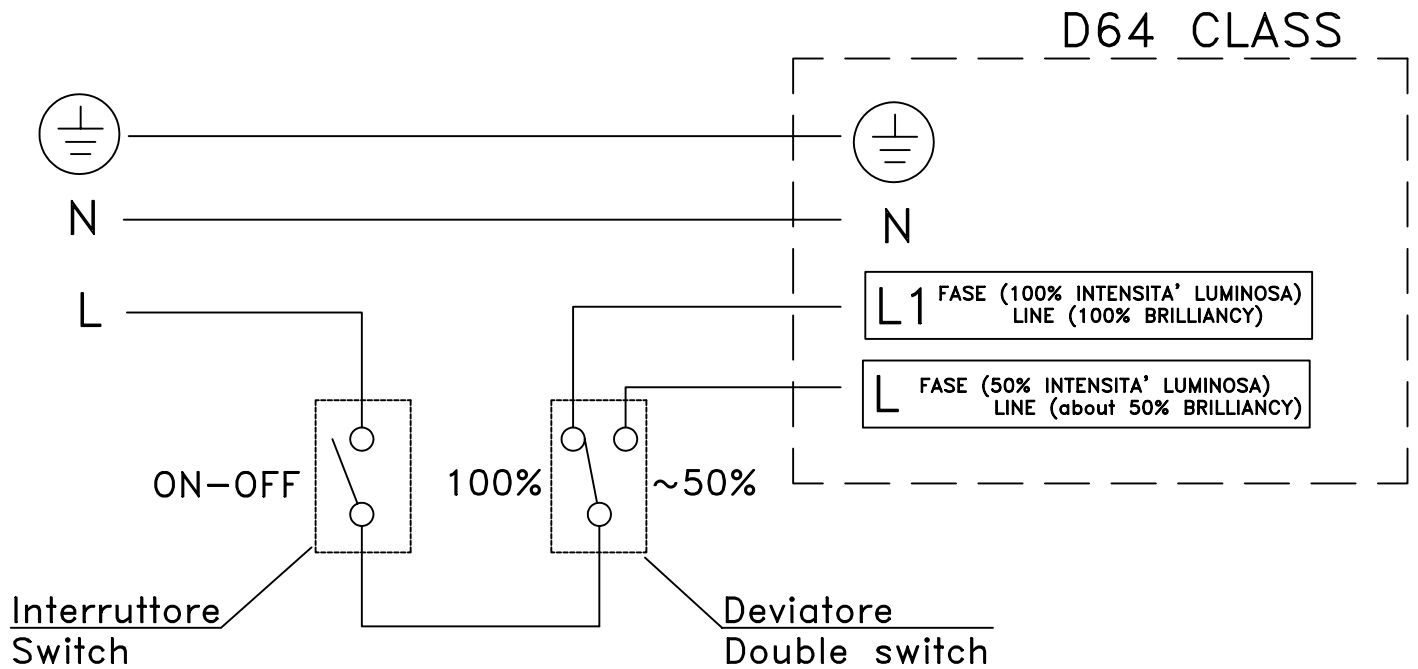 D64 CLASS
N
N
L
L1 FASE (100% INTENSITA' LUMINOSA)
LINE (100% BRILLIANCY)
L FASE (50% INTENSITA' LUMINOSA)
LINE (about 50% BRILLIANCY)
ON-OFF
100%
~50%
Interruttore
Switch
Deviatore
Double switch